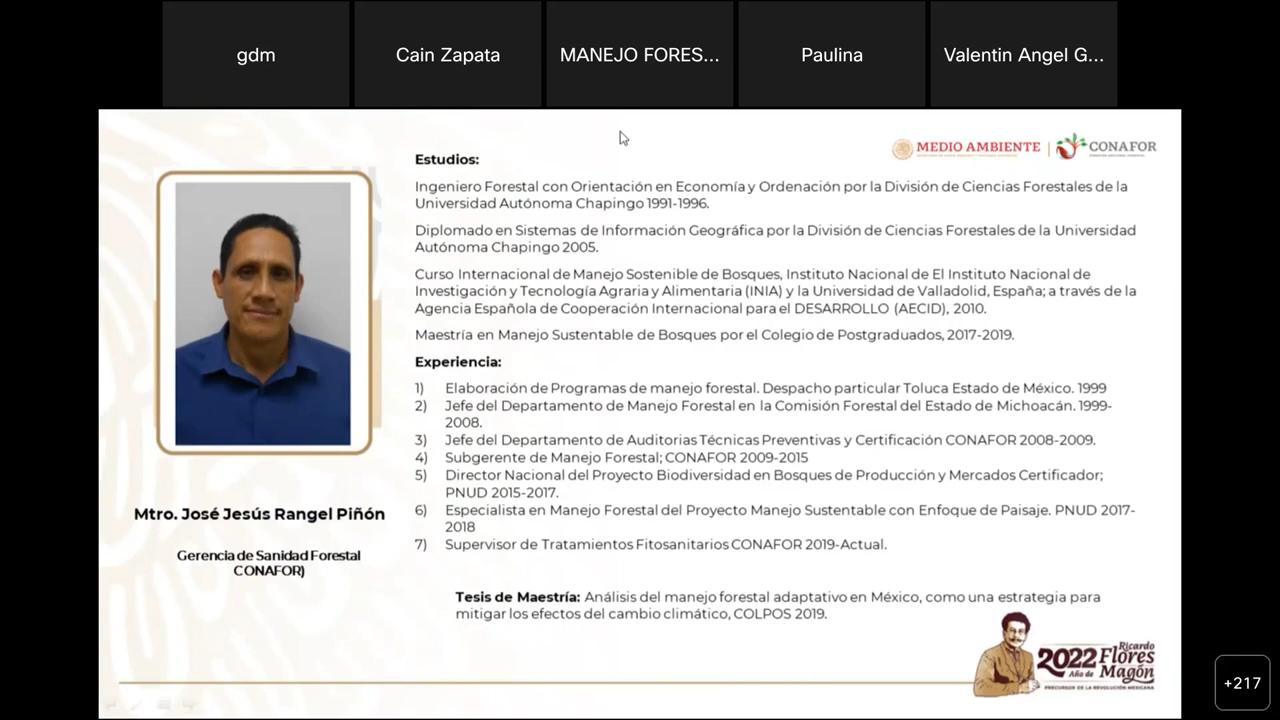 gdm
Cain Zapata
MANEJO FORES...
Paulina
Valentin Angel G...
MEDIO AMBIENTE
CONAFOR
Estudios:
Ingeniero Forestal con Orientación en Economía y Ordenación por la División de Ciencias Forestales de la
Universidad Autónoma Chapingo 1991-1996.
Diplomado en Sistemas de Información Geográfica por la División de Ciencias Forestales de la Universidad
Autónoma Chapingo 2005.
Curso Internacional de Manejo Sostenible de Bosques, Instituto Nacional de El Instituto Nacional de
Investigación y Tecnología Agraria y Alimentaria (INIA) y la Universidad de Valladolid, España; a través de la
Agencia Española de Cooperación Internacional para el DESARROLLO (AECID), 2010.
Maestría en Manejo Sustentable de Bosques por el Colegio de Postgraduados, 2017-2019.
Experiencia:
1) Elaboración de Programas de manejo forestal. Despacho particular Toluca Estado de México. 1999
2) Jefe del Departamento de Manejo Forestal en la Comisión Forestal del Estado de Michoacán. 1999-
2008.
3) Jefe del Departamento de Auditorias Técnicas Preventivas y Certificación CONAFOR 2008-2009.
4) Subgerente de Manejo Forestal; CONAFOR 2009-2015
5) Director Nacional del Proyecto Biodiversidad en Bosques de Producción y Mercados Certificador;
PNUD 2015-2017.
6) Especialista en Manejo Forestal del Proyecto Manejo Sustentable con Enfoque de Paisaje. PNUD 2017-
2018
7) Supervisor de Tratamientos Fitosanitarios CONAFOR 2019-Actual.
Mtro. José Jesús Rangel Piñón
Gerencia de Sanidad Forestal
CONAFOR)
Tesis de Maestría: Análisis del manejo forestal adaptativo en México, como una estrategia para
mitigar los efectos del cambio climático, COLPOS 2019.
2022 Ricardo
Año de Flores
Magón
PRECURSOR DE LA REVOLUCIÓN MEXICANA
+217